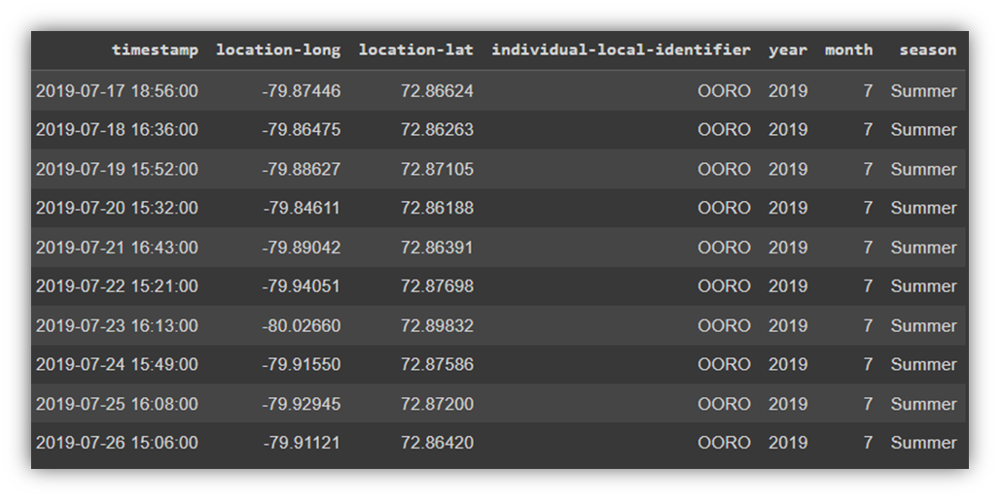 timestamp location-long location-lat individual-local-identifier year month season
2019-07-17 18:56:00 -79.87446 72.86624 OORO 2019 7 Summer
2019-07-18 16:36:00 -79.86475 72.86263 OORO 2019 7 Summer
2019-07-19 15:52:00 -79.88627 72.87105 OORO 2019 7 Summer
2019-07-20 15:32:00 -79.84611 72.86188 OORO 2019 7 Summer
2019-07-21 16:43:00 -79.89042 72.86391 OORO 2019 7 Summer
2019-07-22 15:21:00 -79.94051 72.87698 OORO 2019 7 Summer
2019-07-23 16:13:00 -80.02660 72.89832 OORO 2019 7 Summer
2019-07-24 15:49:00 -79.91550 72.87586 OORO 2019 7 Summer
2019-07-25 16:08:00 -79.92945 72.87200 OORO 2019 7 Summer
2019-07-26 15:06:00 -79.91121 72.86420 OORO 2019 7 Summer